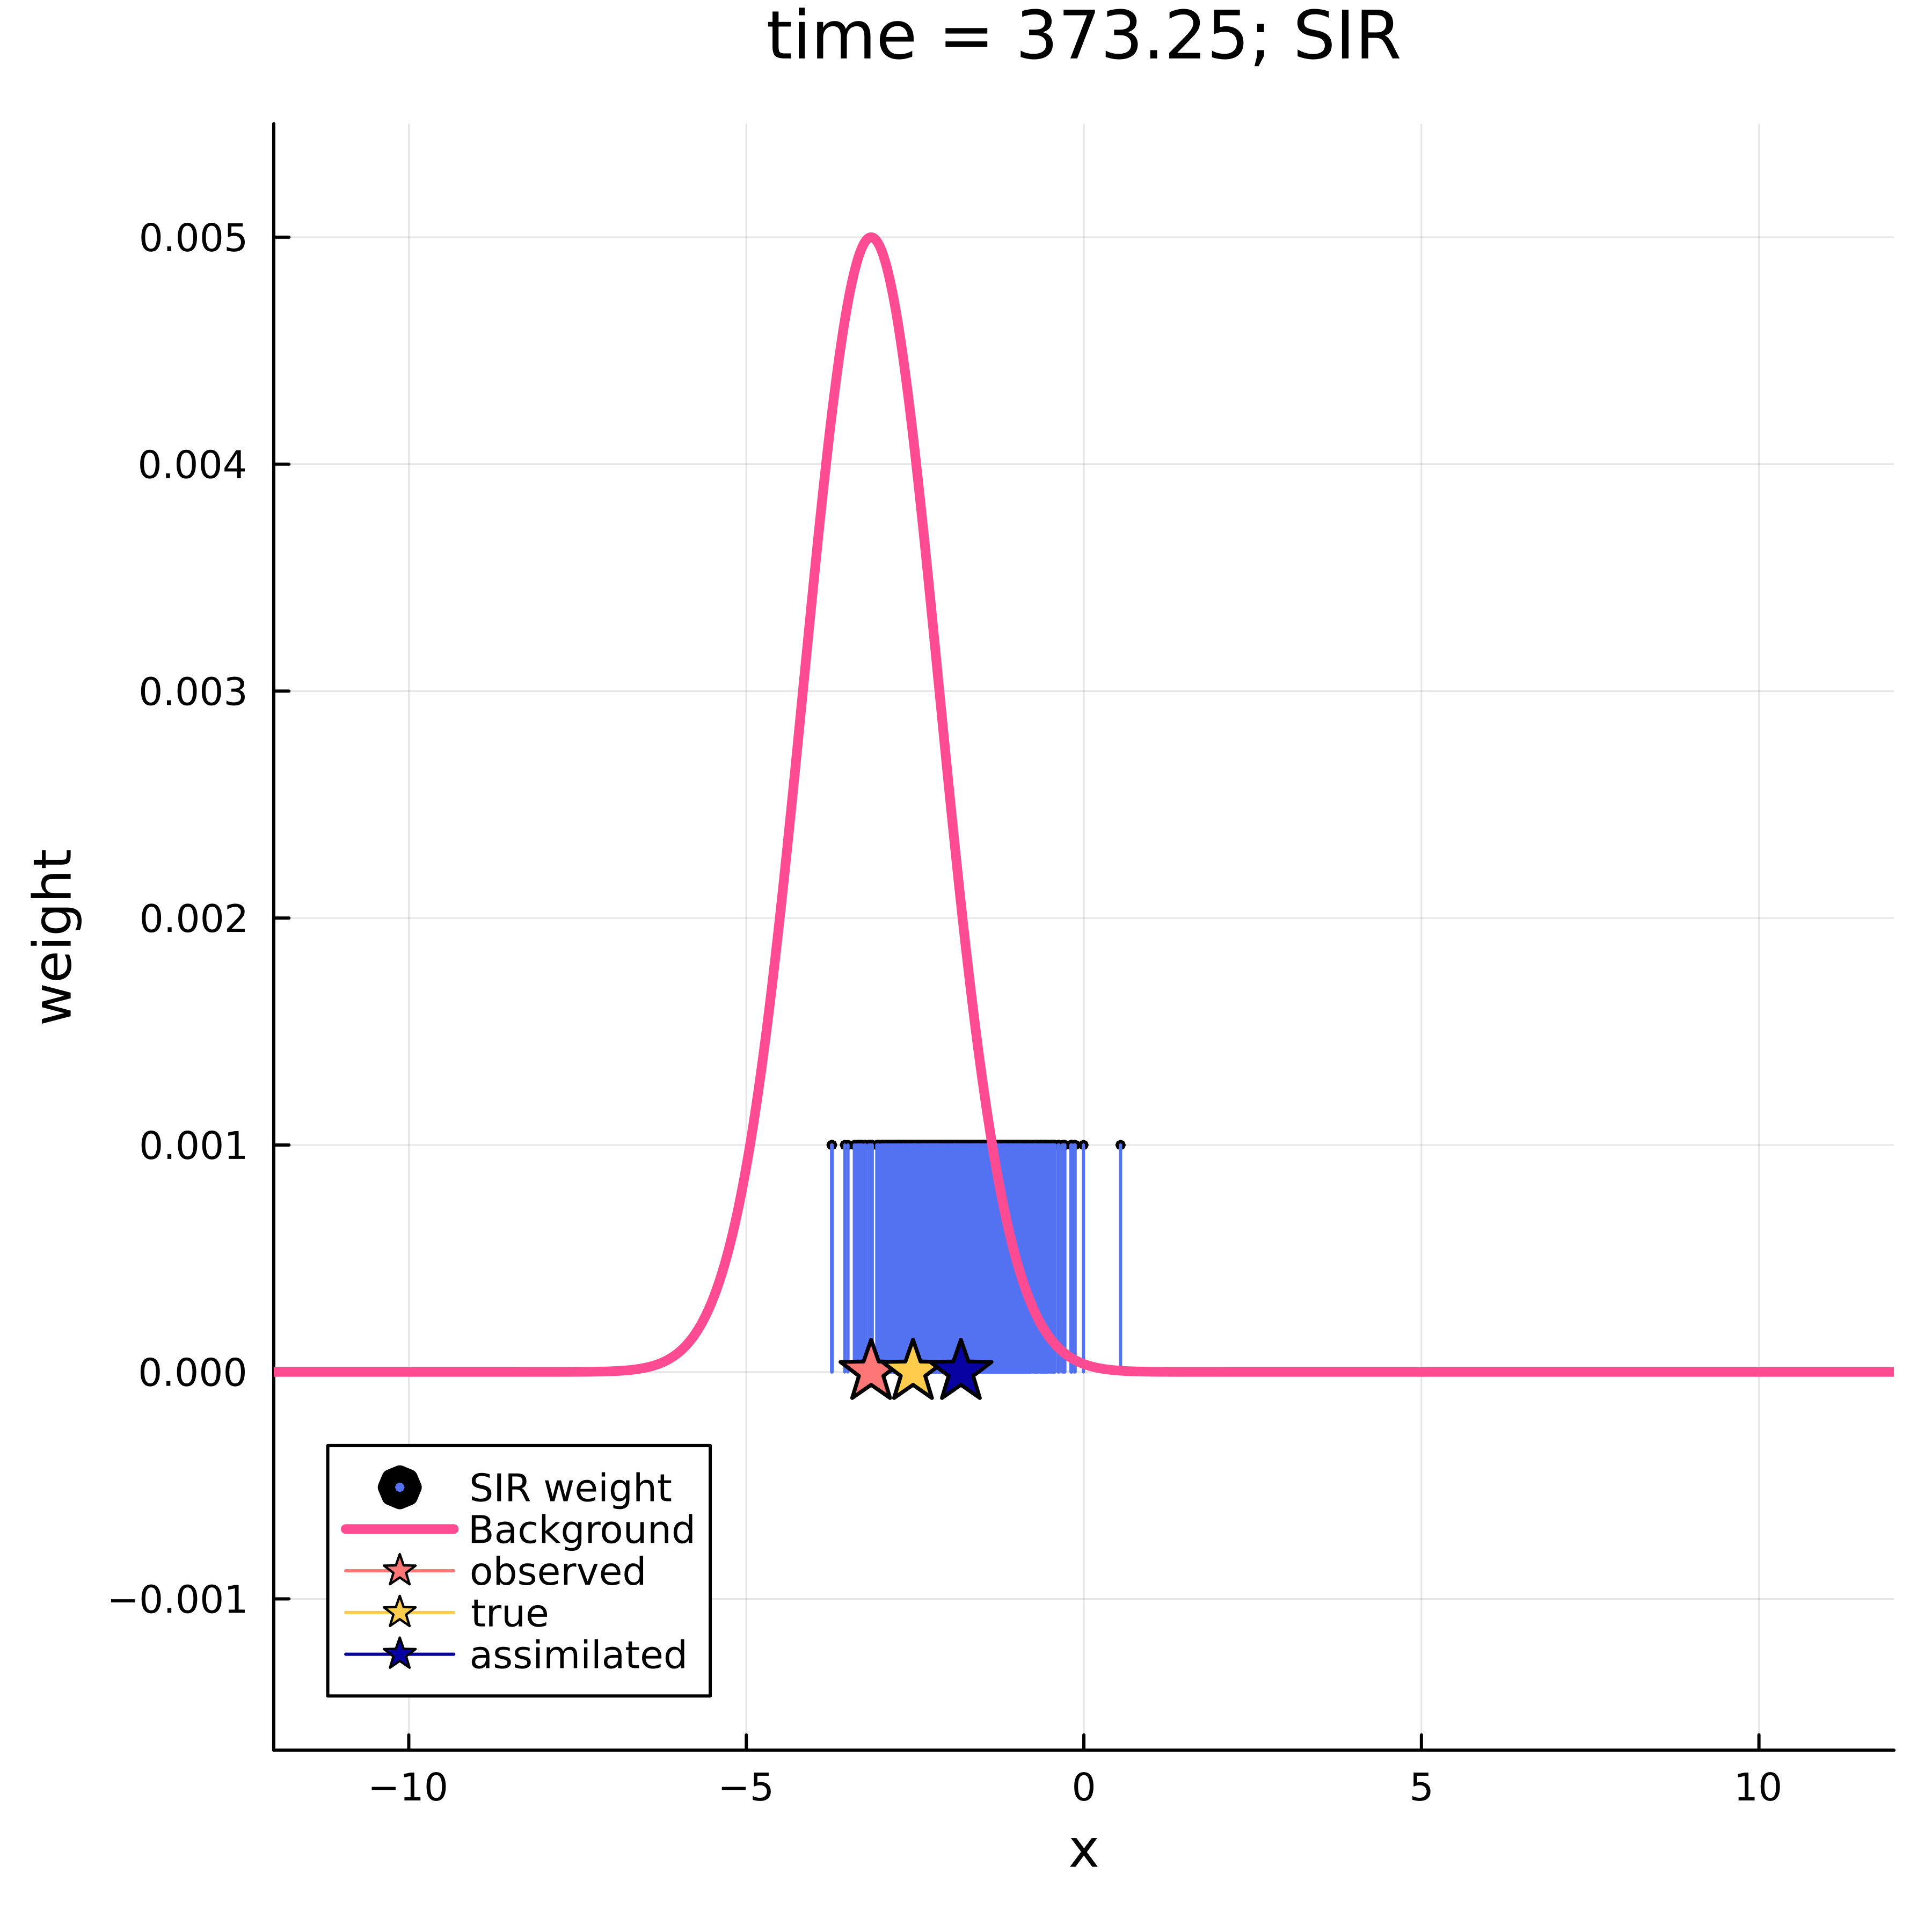 time = 373.25; SIR
weight
0.005
0.004
0.003
0.002
0.001
0.000
−0.001
SIR weight
Background
observed
true
assimilated
−10 −5 0 5 10
x